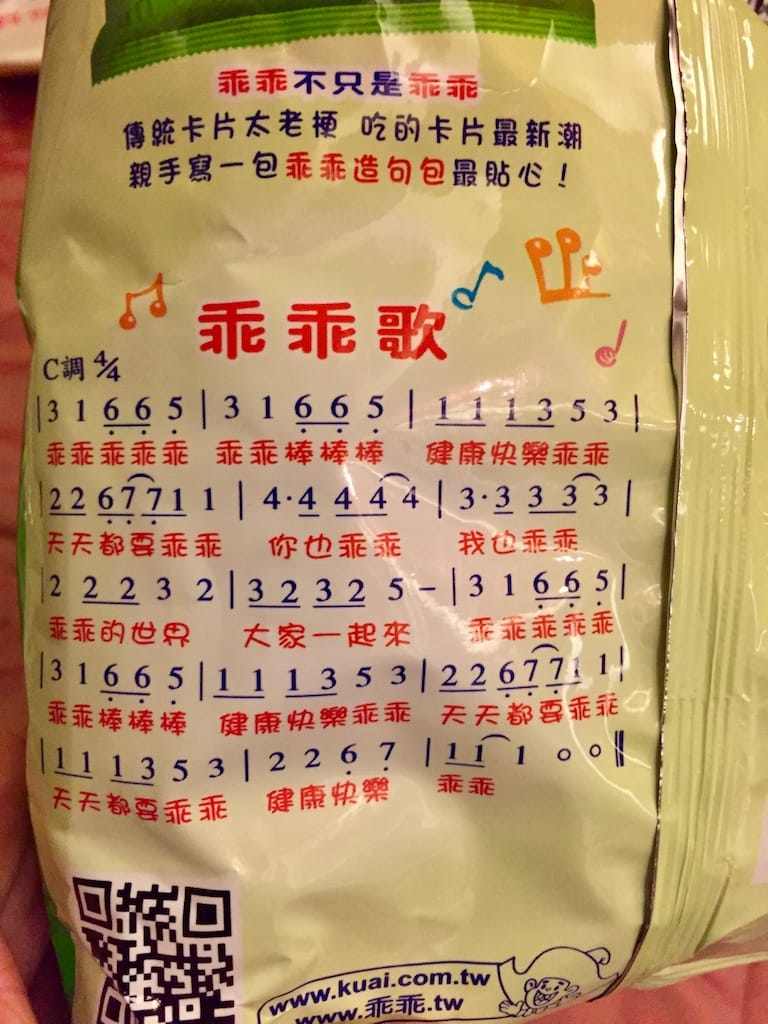 乖乖不只是乖乖
傳統卡片太老梗 吃的卡片最新潮
親手寫一包乖乖造句包最貼心！
乖乖歌
C調 4/4
|3 1 6 6 5 | 3 1 6 6 5 | 1 1 1 3 5 3|
乖乖乖乖乖 乖乖棒棒棒 健康快樂乖乖
|2 2 6 7 7 1 1 | 4·4 4 4 4 |3·3 3 3 3 |
天天都要乖乖 你也乖乖 我也乖乖
|2 2 2 3 2 |3 2 3 2 5 – |3 1 6 6 5|
乖乖的世界 大家一起來 乖乖乖乖乖
|3 1 6 6 5 |1 1 1 3 5 3 |2 2 6 7 7 1 1|
乖乖棒棒棒 健康快樂乖乖 天天都要乖乖
|1 1 1 3 5 3 |2 2 6 7 |1 1 1 0 0‖
天天都要乖乖 健康快樂 乖乖
www.kuai.com.tw
www.乖乖.tw